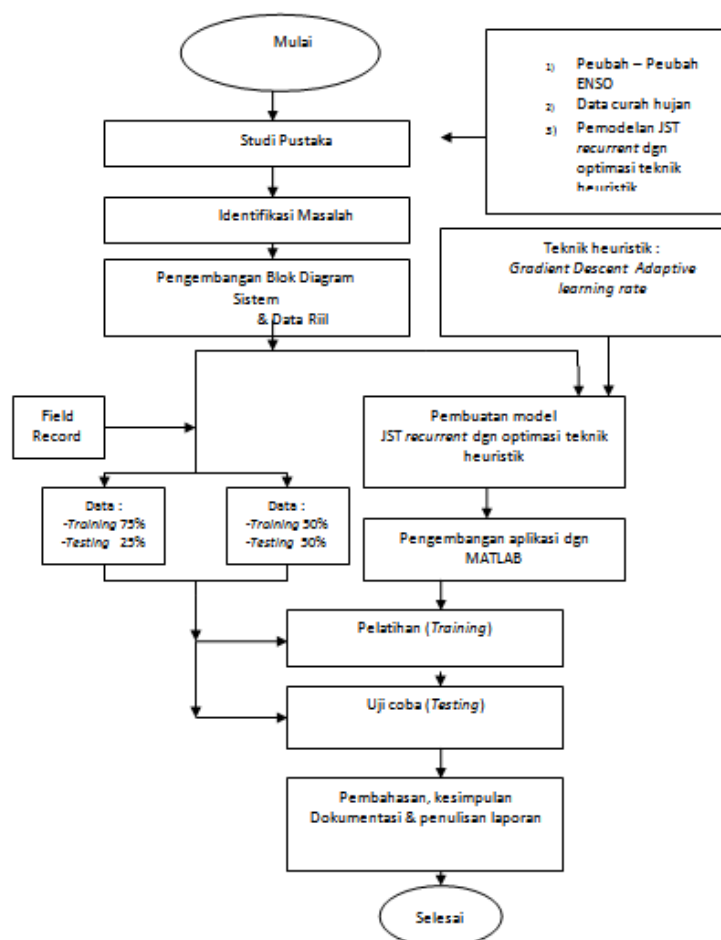 Mulai
1) Peubah – Peubah
ENSO
2) Data curah hujan
3) Pemodelan JST
recurrent dgn
optimasi teknik
heuristik
Studi Pustaka
Identifikasi Masalah
Teknik heuristik :
Gradient Descent Adaptive
learning rate
Pengembangan Blok Diagram
Sistem
& Data Riil
Field
Record
Pembuatan model
JST recurrent dgn optimasi teknik
heuristik
Data :
-Training 75%
-Testing 25%
Data :
-Training 50%
-Testing 50%
Pengembangan aplikasi dgn
MATLAB
Pelatihan (Training)
Uji coba (Testing)
Pembahasan, kesimpulan
Dokumentasi & penulisan laporan
Selesai